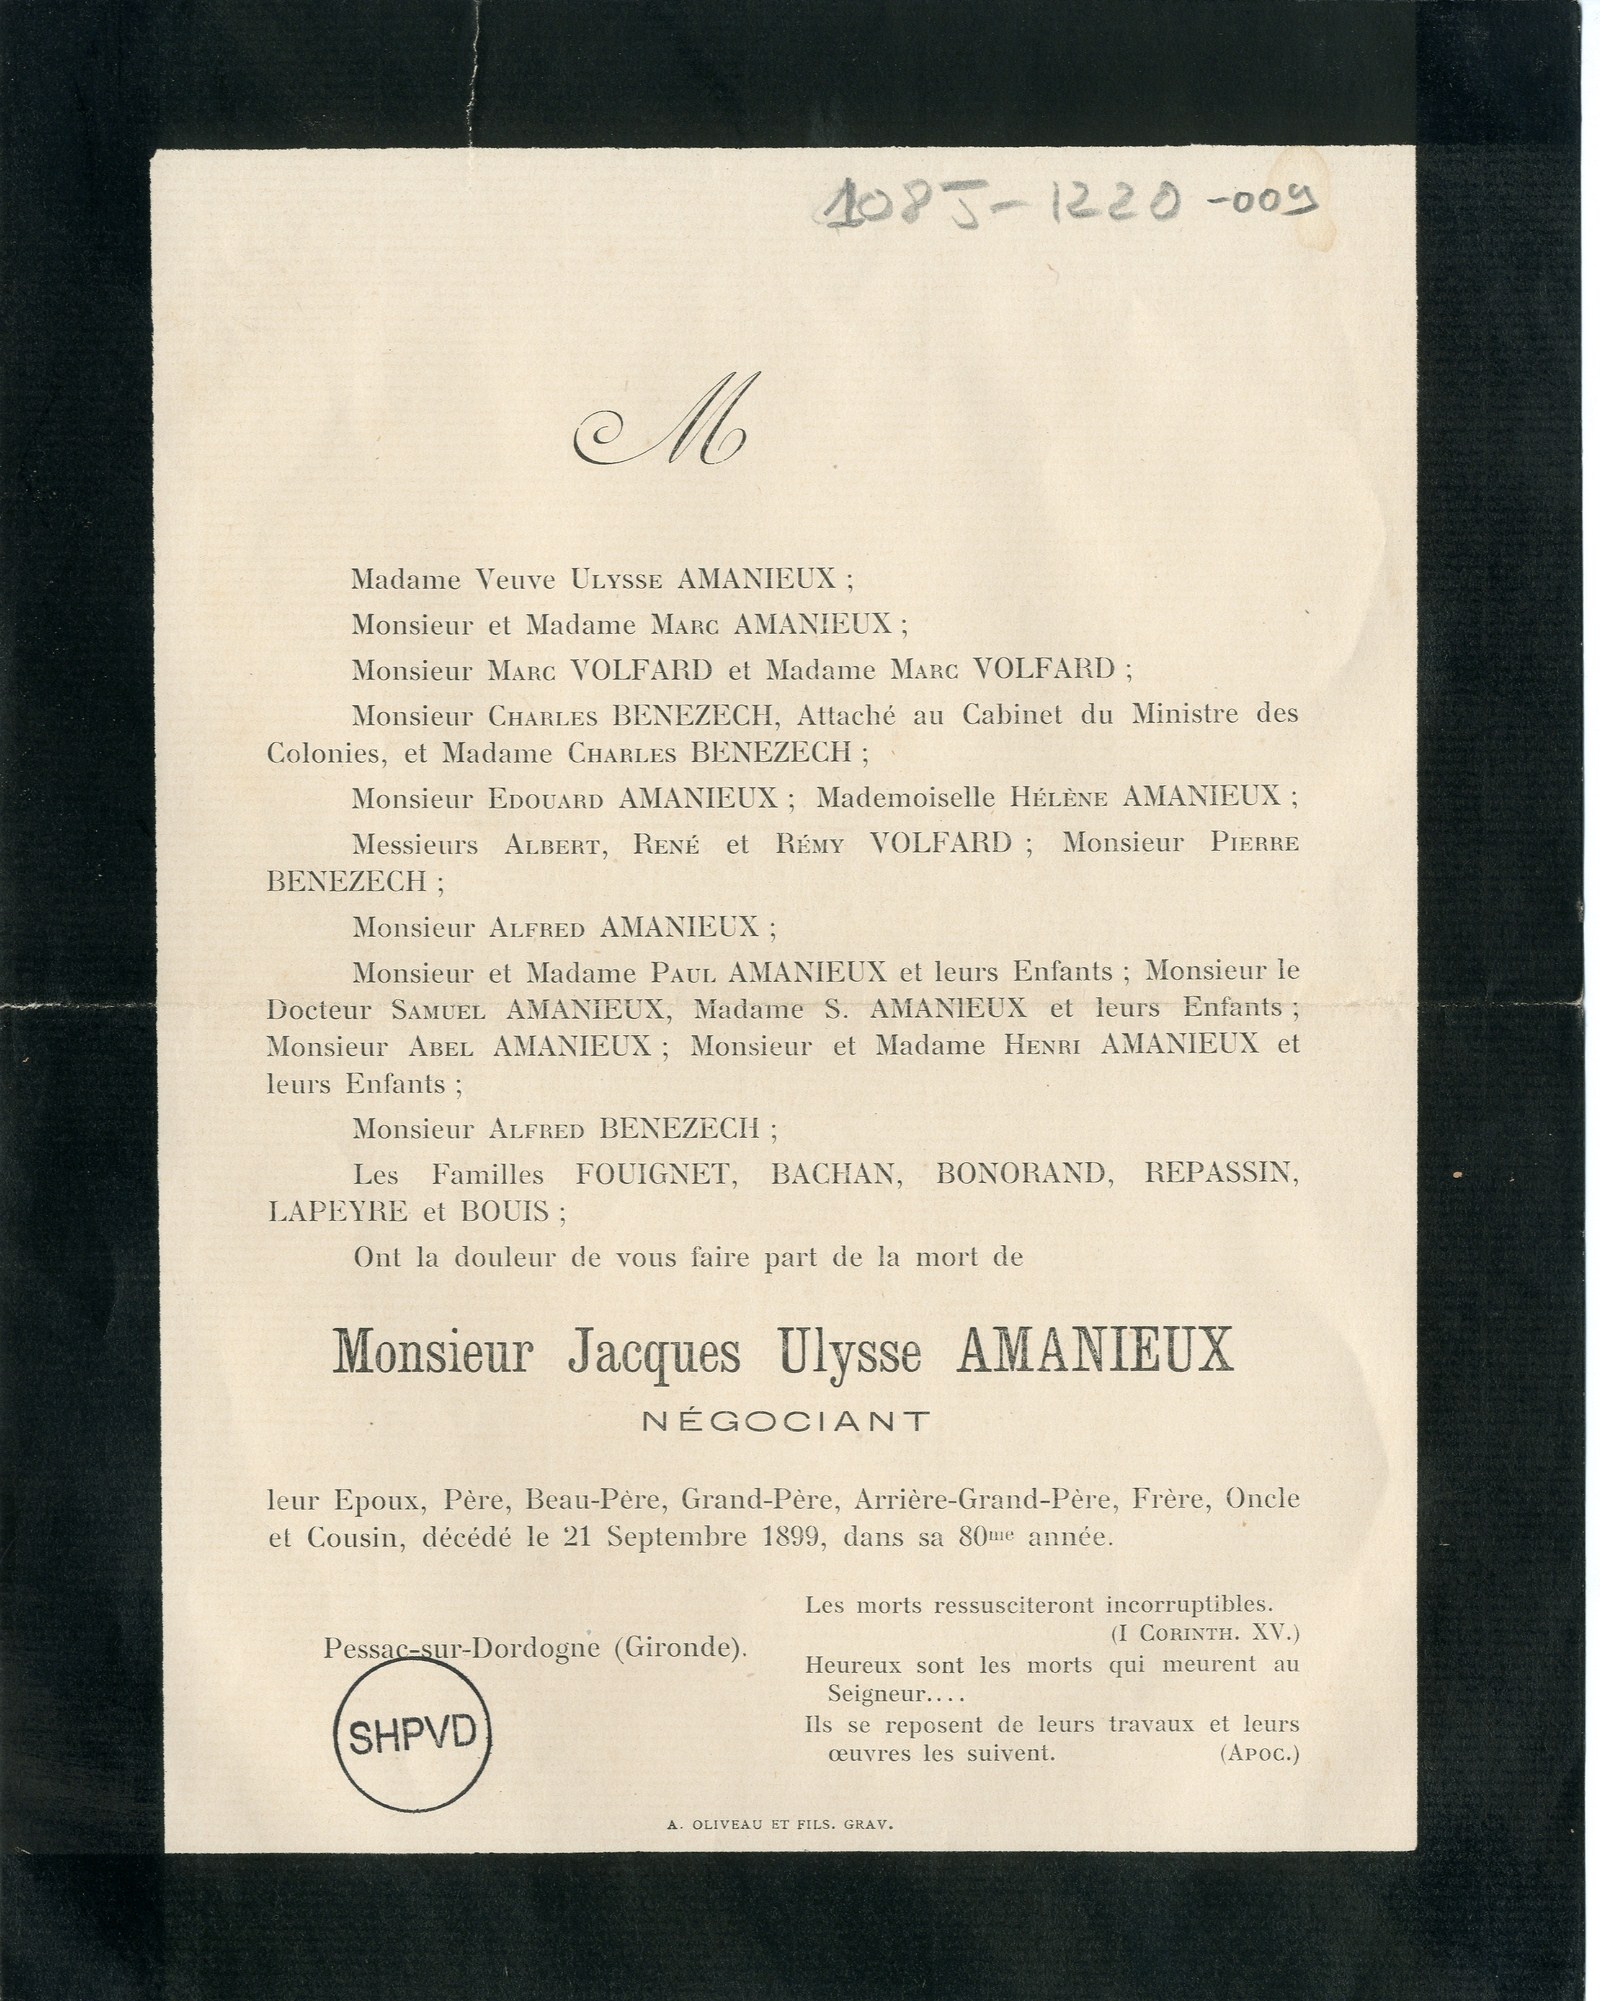 108J-1220-009
M
Madame Veuve ULYSSE AMANIEUX ;
Monsieur et Madame MARC AMANIEUX ;
Monsieur MARC VOLFARD et Madame MARC VOLFARD ;
Monsieur CHARLES BENEZECH, Attaché au Cabinet du Ministre des
Colonies, et Madame CHARLES BENEZECH ;
Monsieur EDOUARD AMANIEUX ; Mademoiselle HÉLÈNE AMANIEUX ;
Messieurs ALBERT, RENÉ et RÉMY VOLFARD ; Monsieur PIERRE
BENEZECH ;
Monsieur ALFRED AMANIEUX ;
Monsieur et Madame PAUL AMANIEUX et leurs Enfants ; Monsieur le
Docteur SAMUEL AMANIEUX, Madame S. AMANIEUX et leurs Enfants ;
Monsieur ABEL AMANIEUX ; Monsieur et Madame HENRI AMANIEUX et
leurs Enfants ;
Monsieur ALFRED BENEZECH ;
Les Familles FOUIGNET, BACHAN, BONORAND, REPASSIN,
LAPEYRE et BOUIS ;
Ont la douleur de vous faire part de la mort de
Monsieur Jacques Ulysse AMANIEUX
NÉGOCIANT
leur Epoux, Père, Beau-Père, Grand-Père, Arrière-Grand-Père, Frère, Oncle
et Cousin, décédé le 21 Septembre 1899, dans sa 80me année.
Pessac-sur-Dordogne (Gironde).
SHPVD
Les morts ressusciteront incorruptibles.
(I CORINTH. XV.)
Heureux sont les morts qui meurent au
Seigneur....
Ils se reposent de leurs travaux et leurs
œuvres les suivent. (APOC.)
A. OLIVEAU ET FILS. GRAV.